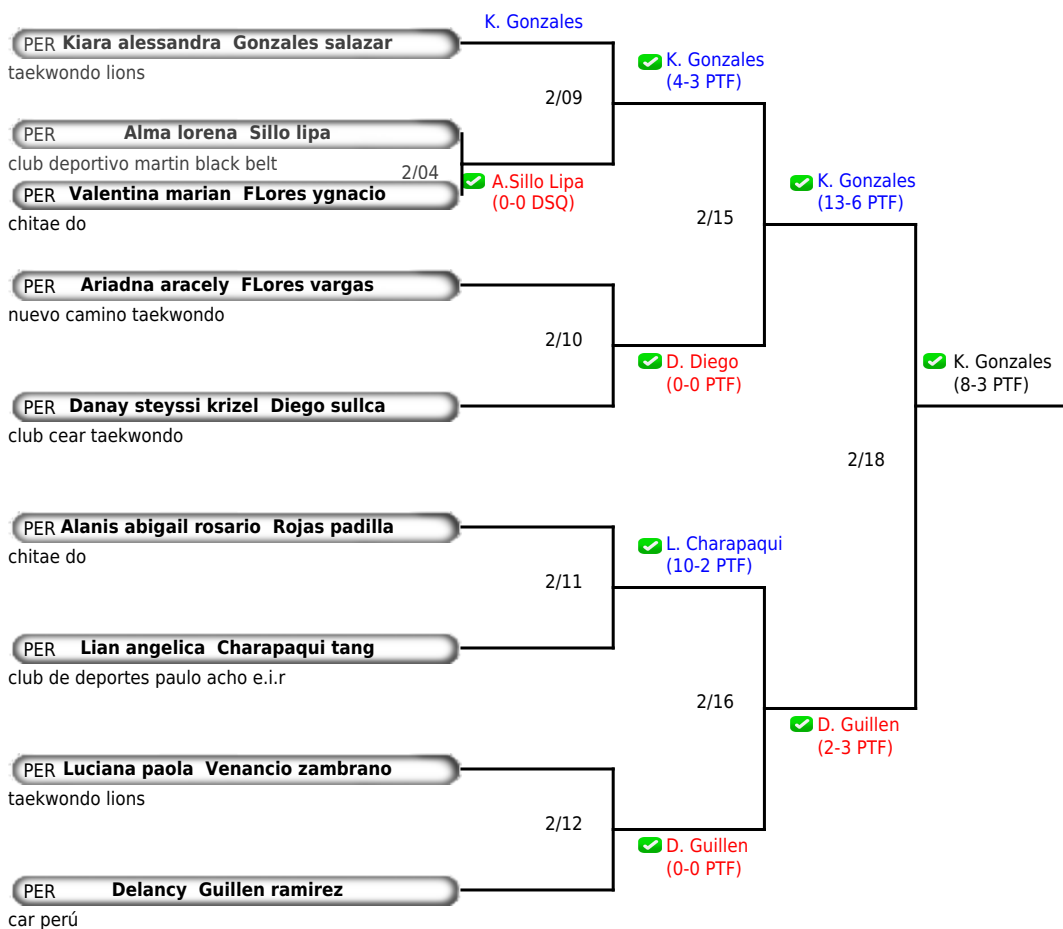 K. Gonzales
PER Kiara alessandra Gonzales salazar
taekwondo lions
K. Gonzales
(4-3 PTF)
2/09
PER Alma lorena Sillo lipa
club deportivo martin black belt
2/04
A.Sillo Lipa
(0-0 DSQ)
PER Valentina marian FLores ygnacio
chitae do
K. Gonzales
(13-6 PTF)
2/15
PER Ariadna aracely FLores vargas
nuevo camino taekwondo
2/10
D. Diego
(0-0 PTF)
K. Gonzales
(8-3 PTF)
PER Danay steyssi krizel Diego sullca
club cear taekwondo
2/18
PER Alanis abigail rosario Rojas padilla
chitae do
L. Charapaqui
(10-2 PTF)
2/11
PER Lian angelica Charapaqui tang
club de deportes paulo acho e.i.r
2/16
D. Guillen
(2-3 PTF)
PER Luciana paola Venancio zambrano
taekwondo lions
2/12
D. Guillen
(0-0 PTF)
PER Delancy Guillen ramirez
car perú